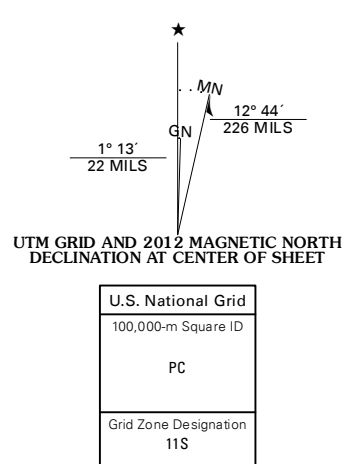 ★
MN
12° 44´
226 MILS
GN
1° 13´
22 MILS
UTM GRID AND 2012 MAGNETIC NORTH
DECLINATION AT CENTER OF SHEET
U.S. National Grid
100,000-m Square ID
PC
Grid Zone Designation
11S